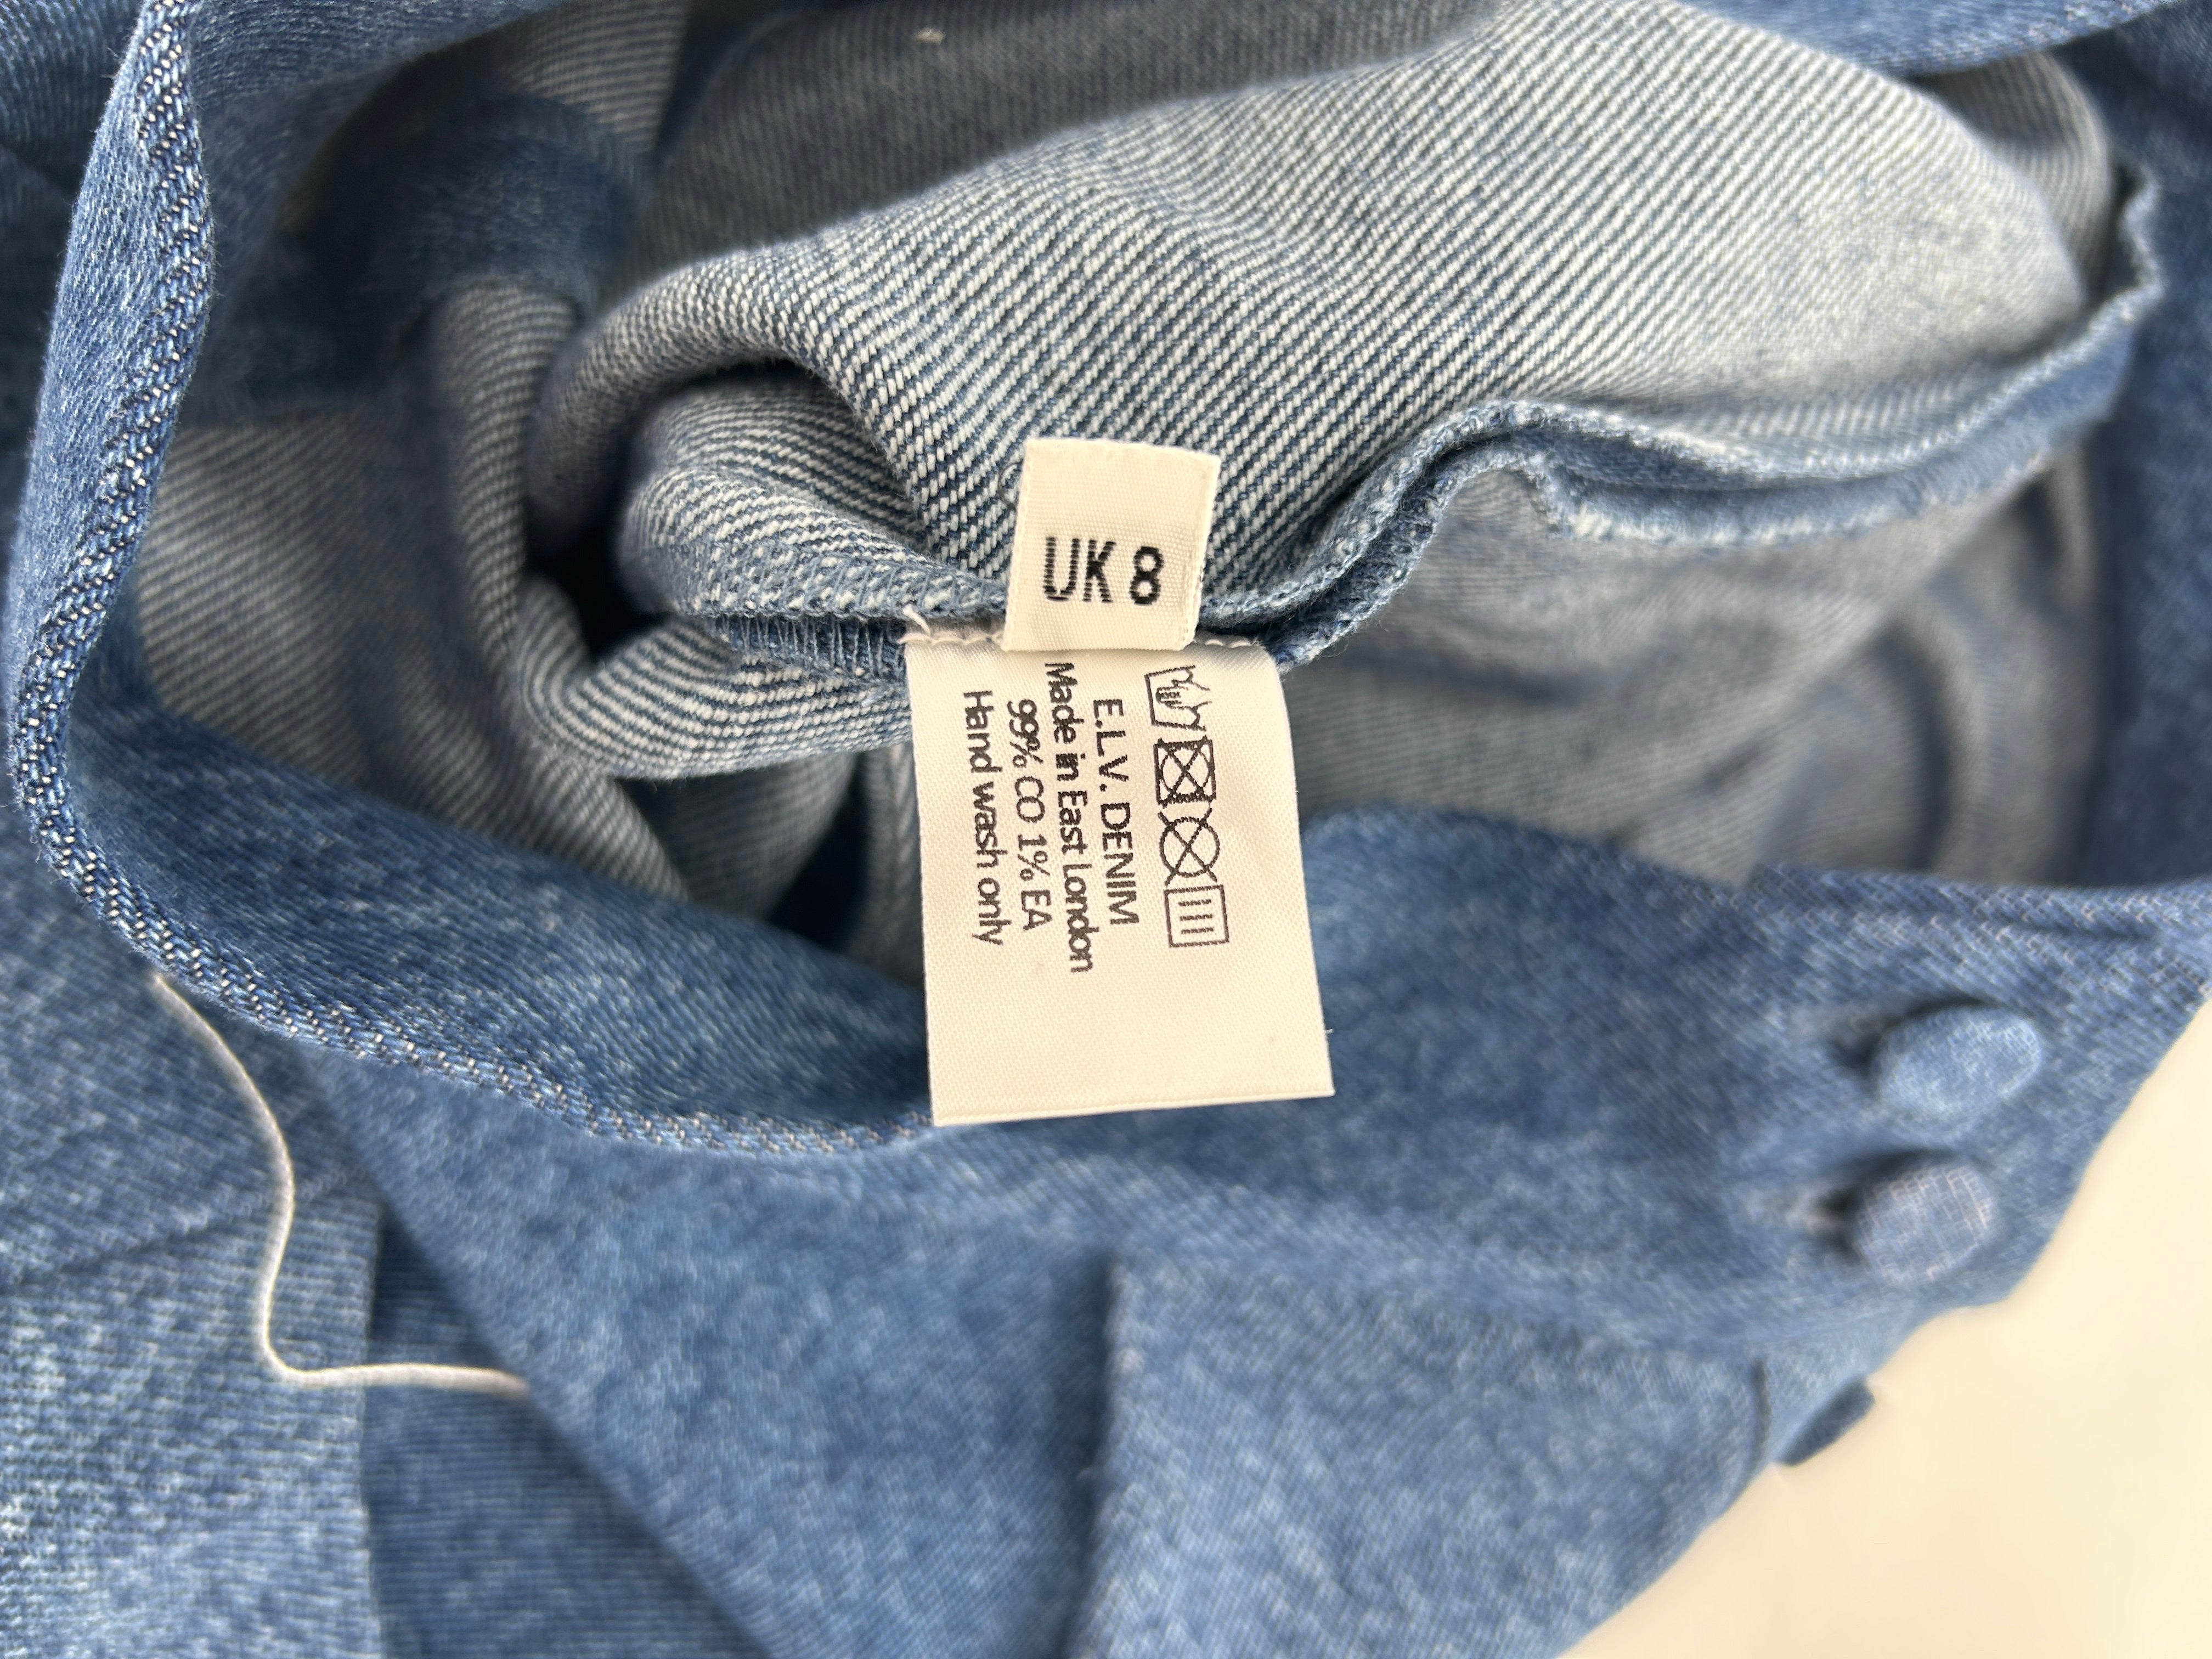 UK 8
E.L.V. DENIM
Made in East London
99% CO 1% EA
Hand wash only